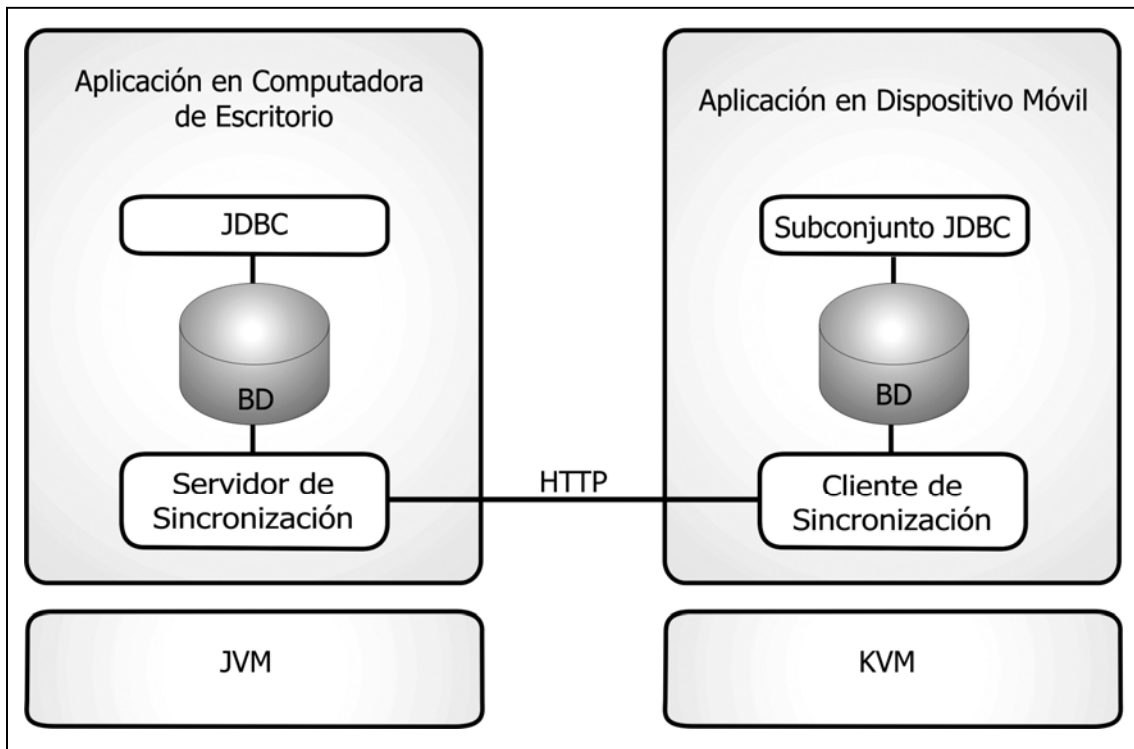 Aplicación en Computadora
de Escritorio
JDBC
BD
Servidor de
Sincronización
HTTP
Aplicación en Dispositivo Móvil
Subconjunto JDBC
BD
Cliente de
Sincronización
JVM
KVM